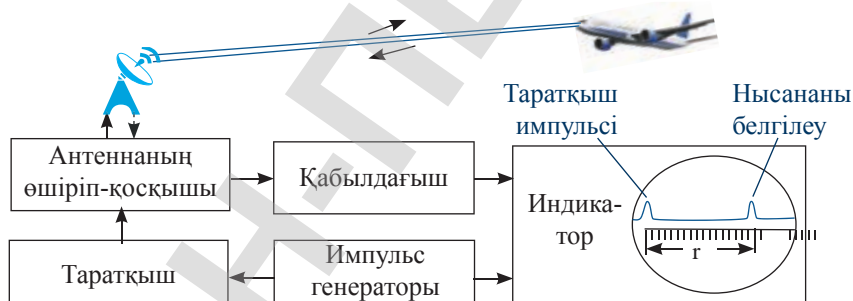 Таратқыш
импульсі
Нысананы
белгілеу
Антеннаның
өшіріп-қосқышы
Қабылдағыш
Индика-
тор
r
Таратқыш
Импульс
генераторы